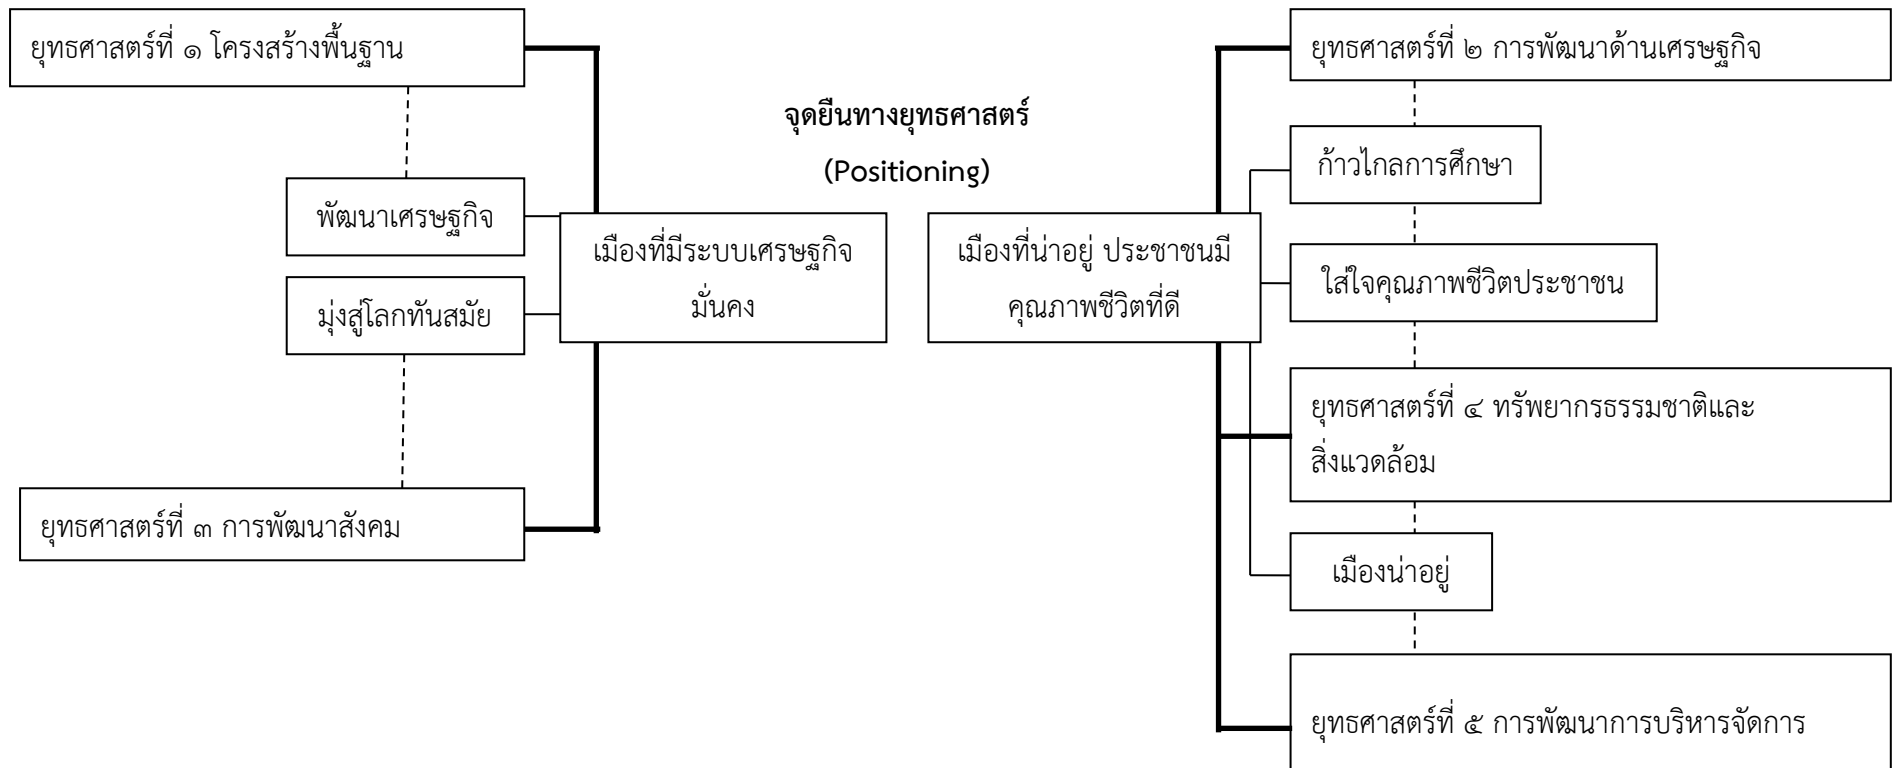 ยุทธศาสตร์ที่ ๑ โครงสร้างพื้นฐาน
ยุทธศาสตร์ที่ ๒ การพัฒนาด้านเศรษฐกิจ
จุดยืนทางยุทธศาสตร์
(Positioning)
ก้าวไกลการศึกษา
พัฒนาเศรษฐกิจ
มุ่งสู่โลกทันสมัย
เมืองที่มีระบบเศรษฐกิจ
มั่นคง
เมืองที่น่าอยู่ ประชาชนมี
คุณภาพชีวิตที่ดี
ใส่ใจคุณภาพชีวิตประชาชน
ยุทธศาสตร์ที่ ๔ ทรัพยากรธรรมชาติและ
สิ่งแวดล้อม
ยุทธศาสตร์ที่ ๓ การพัฒนาสังคม
เมืองน่าอยู่
ยุทธศาสตร์ที่ ๕ การพัฒนาการบริหารจัดการ